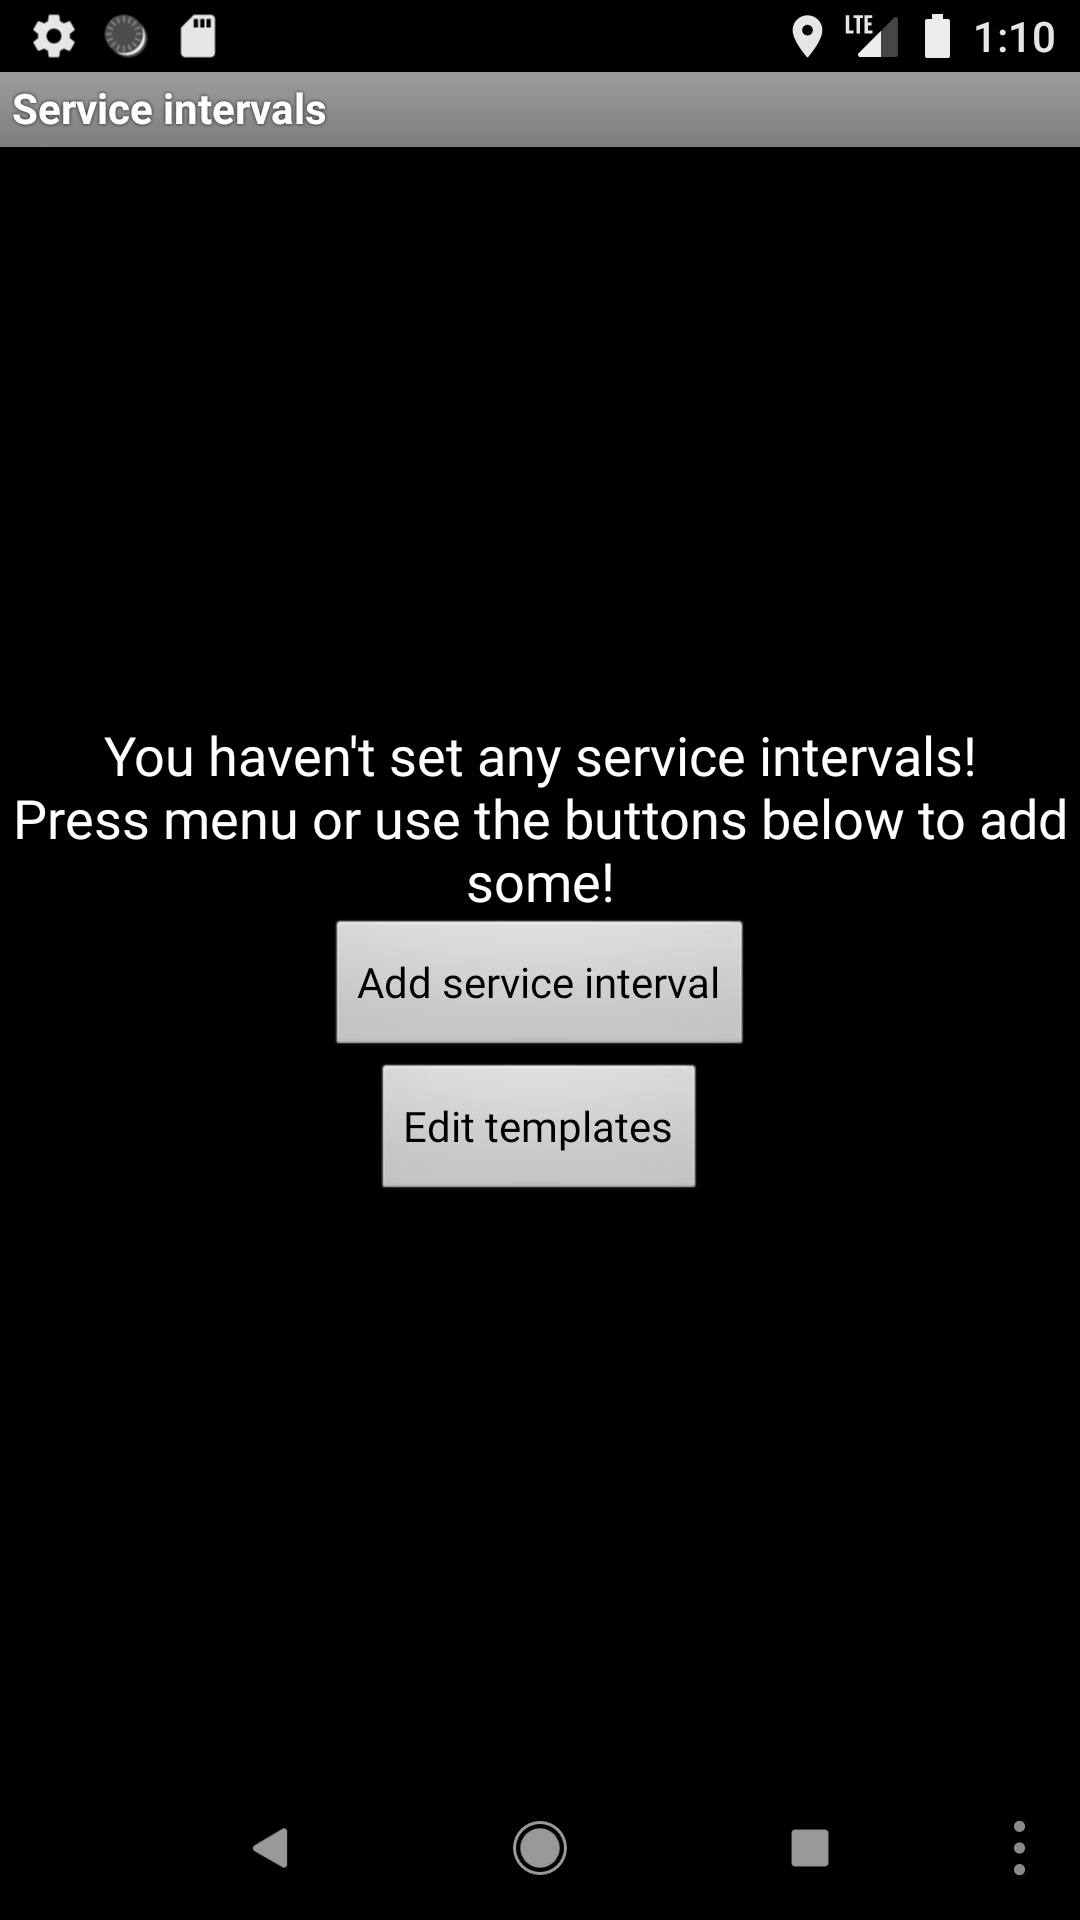 LTE 1:10
Service intervals
You haven't set any service intervals!
Press menu or use the buttons below to add
some!
Add service interval
Edit templates